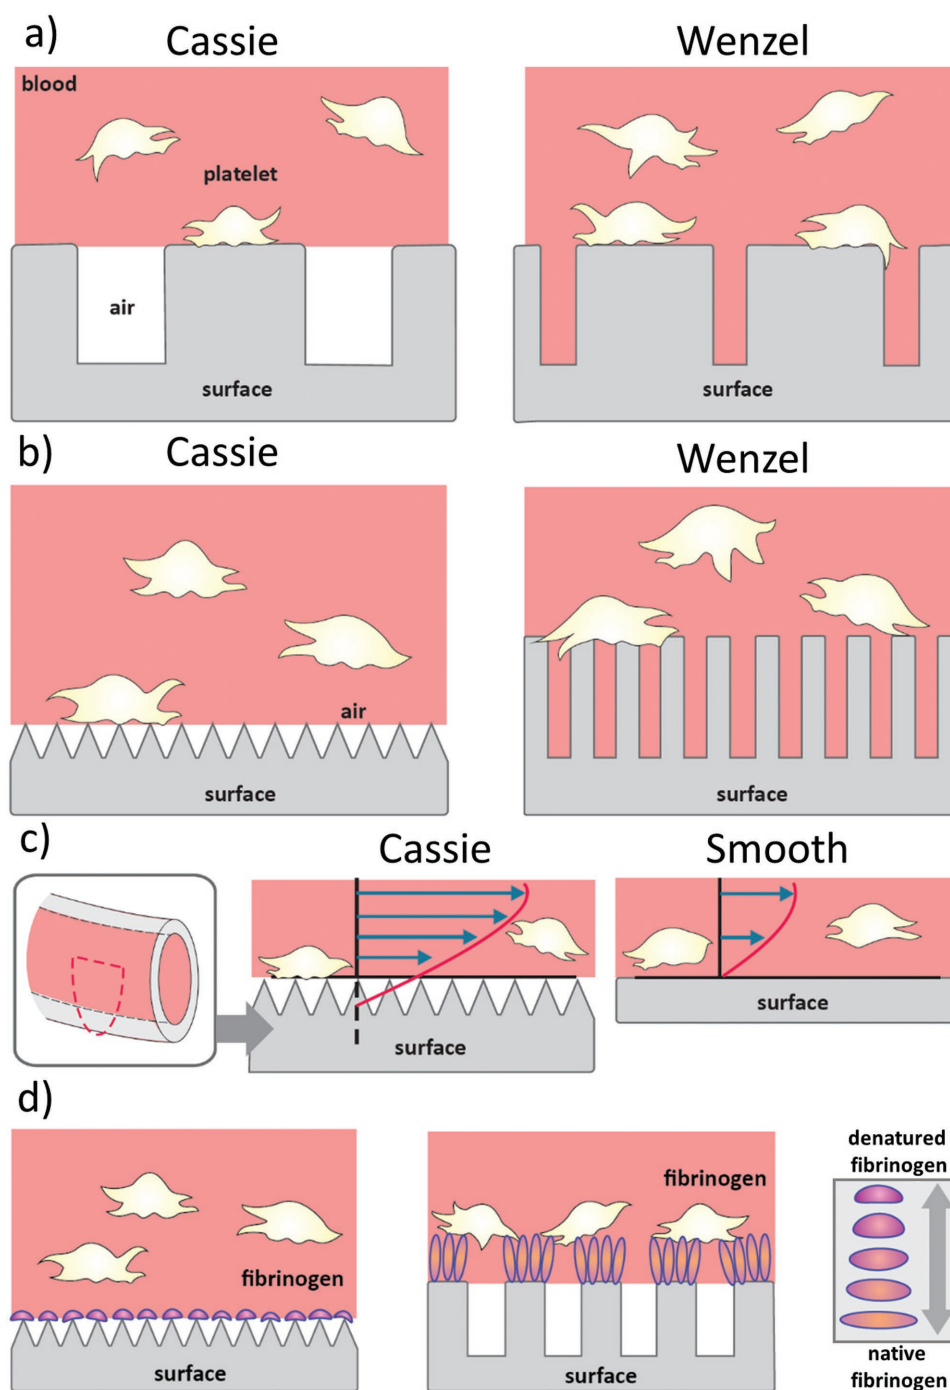 a)
Cassie
Wenzel
blood
platelet
air
surface
surface
b)
Cassie
Wenzel
air
surface
surface
c)
Cassie
Smooth
surface
surface
d)
fibrinogen
surface
fibrinogen
surface
denatured
fibrinogen
native
fibrinogen